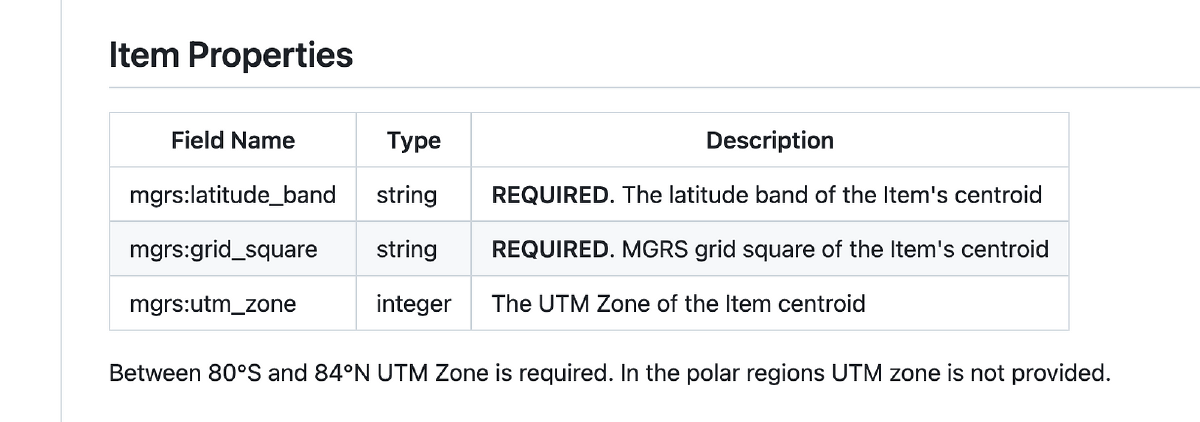 Item Properties
Field Name Type Description
mgrs:latitude_band string REQUIRED. The latitude band of the Item's centroid
mgrs:grid_square string REQUIRED. MGRS grid square of the Item's centroid
mgrs:utm_zone integer The UTM Zone of the Item centroid
Between 80°S and 84°N UTM Zone is required. In the polar regions UTM zone is not provided.